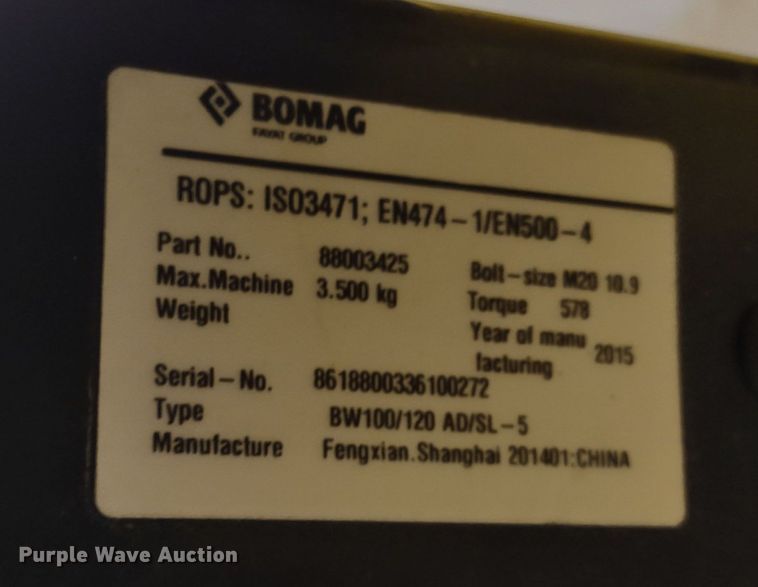 BOMAG
FAYAT GROUP
ROPS: ISO3471; EN474-1/EN500-4
Part No.. 88003425
Max.Machine 3.500 kg
Weight
Bolt-size M20 10.9
Torque 578
Year of manu
facturing 2015
Serial-No. 8618800336100272
Type BW100/120 AD/SL-5
Manufacture Fengxian.Shanghai 201401:CHINA
Purple Wave Auction